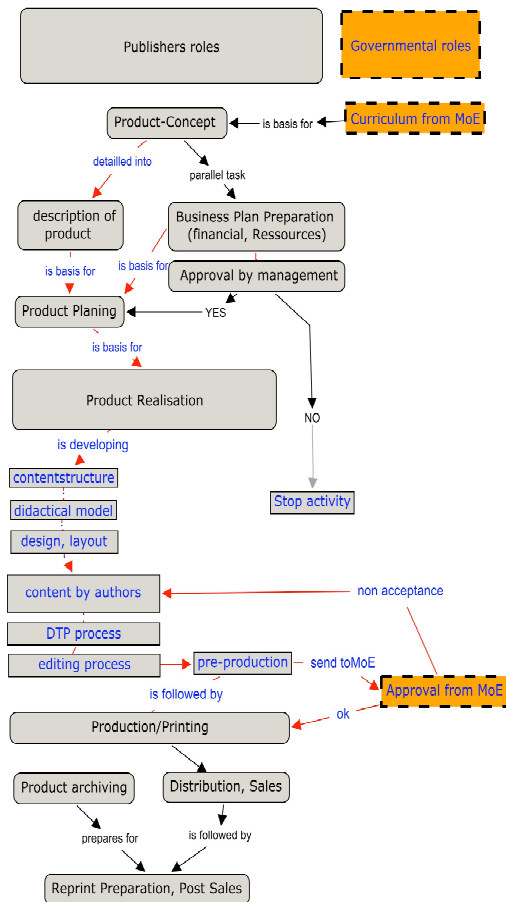 Publishers roles
Governmental roles
Product-Concept
is basis for
Curriculum from MoE
detailled into
parallel task
description of
product
Business Plan Preparation
(financial, Ressources)
is basis for
is basis for
Approval by management
Product Planing
YES
is basis for
Product Realisation
NO
is developing
contentstructure
Stop activity
didactical model
design, layout
content by authors
non acceptance
DTP process
editing process
pre-production
send toMoE
Approval from MoE
is followed by
ok
Production/Printing
Product archiving
Distribution, Sales
prepares for
is followed by
Reprint Preparation, Post Sales